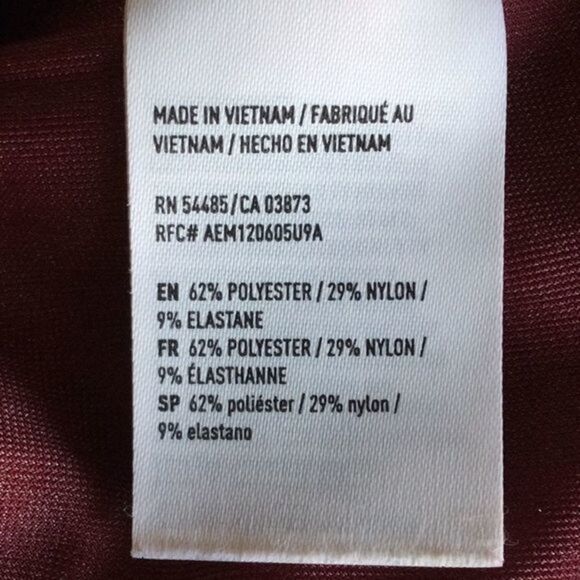 MADE IN VIETNAM / FABRIQUÉ AU
VIETNAM / HECHO EN VIETNAM
RN 54485/CA 03873
RFC# AEM120605U9A
EN 62% POLYESTER / 29% NYLON /
9% ELASTANE
FR 62% POLYESTER / 29% NYLON /
9% ÉLASTHANNE
SP 62% poliéster / 29% nylon /
9% elastano